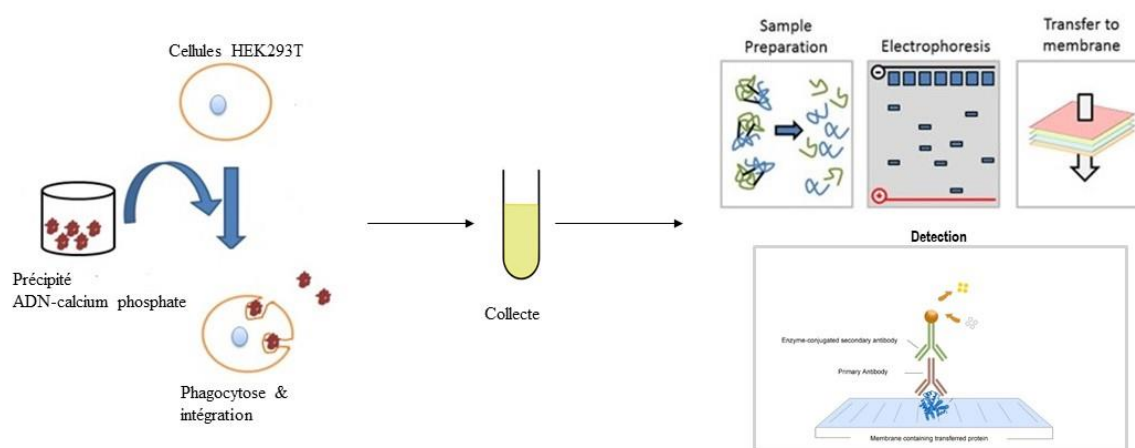 Cellules HEK293T
Précipité
ADN-calcium phosphate
Phagocytose &
intégration
Collecte
Sample
Preparation
Electrophoresis
Transfer to
membrane
Detection
Enzyme-conjugated secondary antibody
Primary Antibody
Membrane containing transferred protein